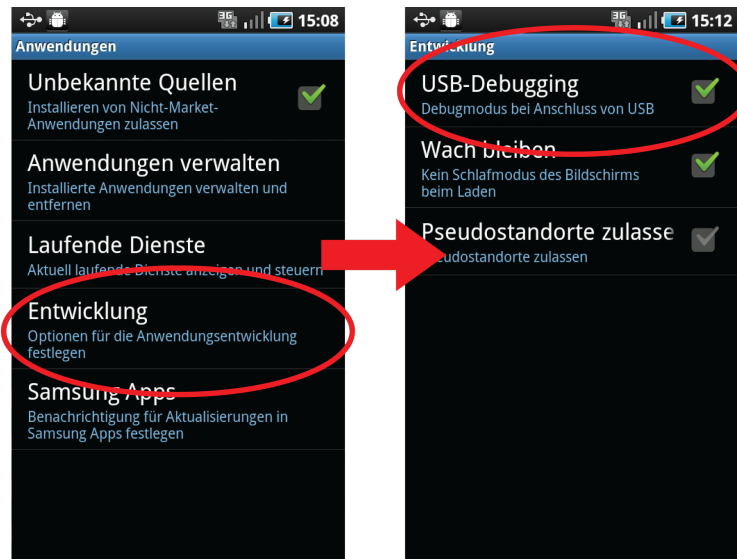 3G 15:08
Anwendungen
Unbekannte Quellen
Installieren von Nicht-Market-
Anwendungen zulassen
Anwendungen verwalten
Installierte Anwendungen verwalten und
entfernen
Laufende Dienste
Aktuell laufende Dienste anzeigen und steuern
Entwicklung
Optionen für die Anwendungsentwicklung
festlegen
Samsung Apps
Benachrichtigung für Aktualisierungen in
Samsung Apps festlegen
3G 15:12
Entwicklung
USB-Debugging
Debugmodus bei Anschluss von USB
Wach bleiben
Kein Schlafmodus des Bildschirms
beim Laden
Pseudostandorte zulasse
Pseudostandorte zulassen